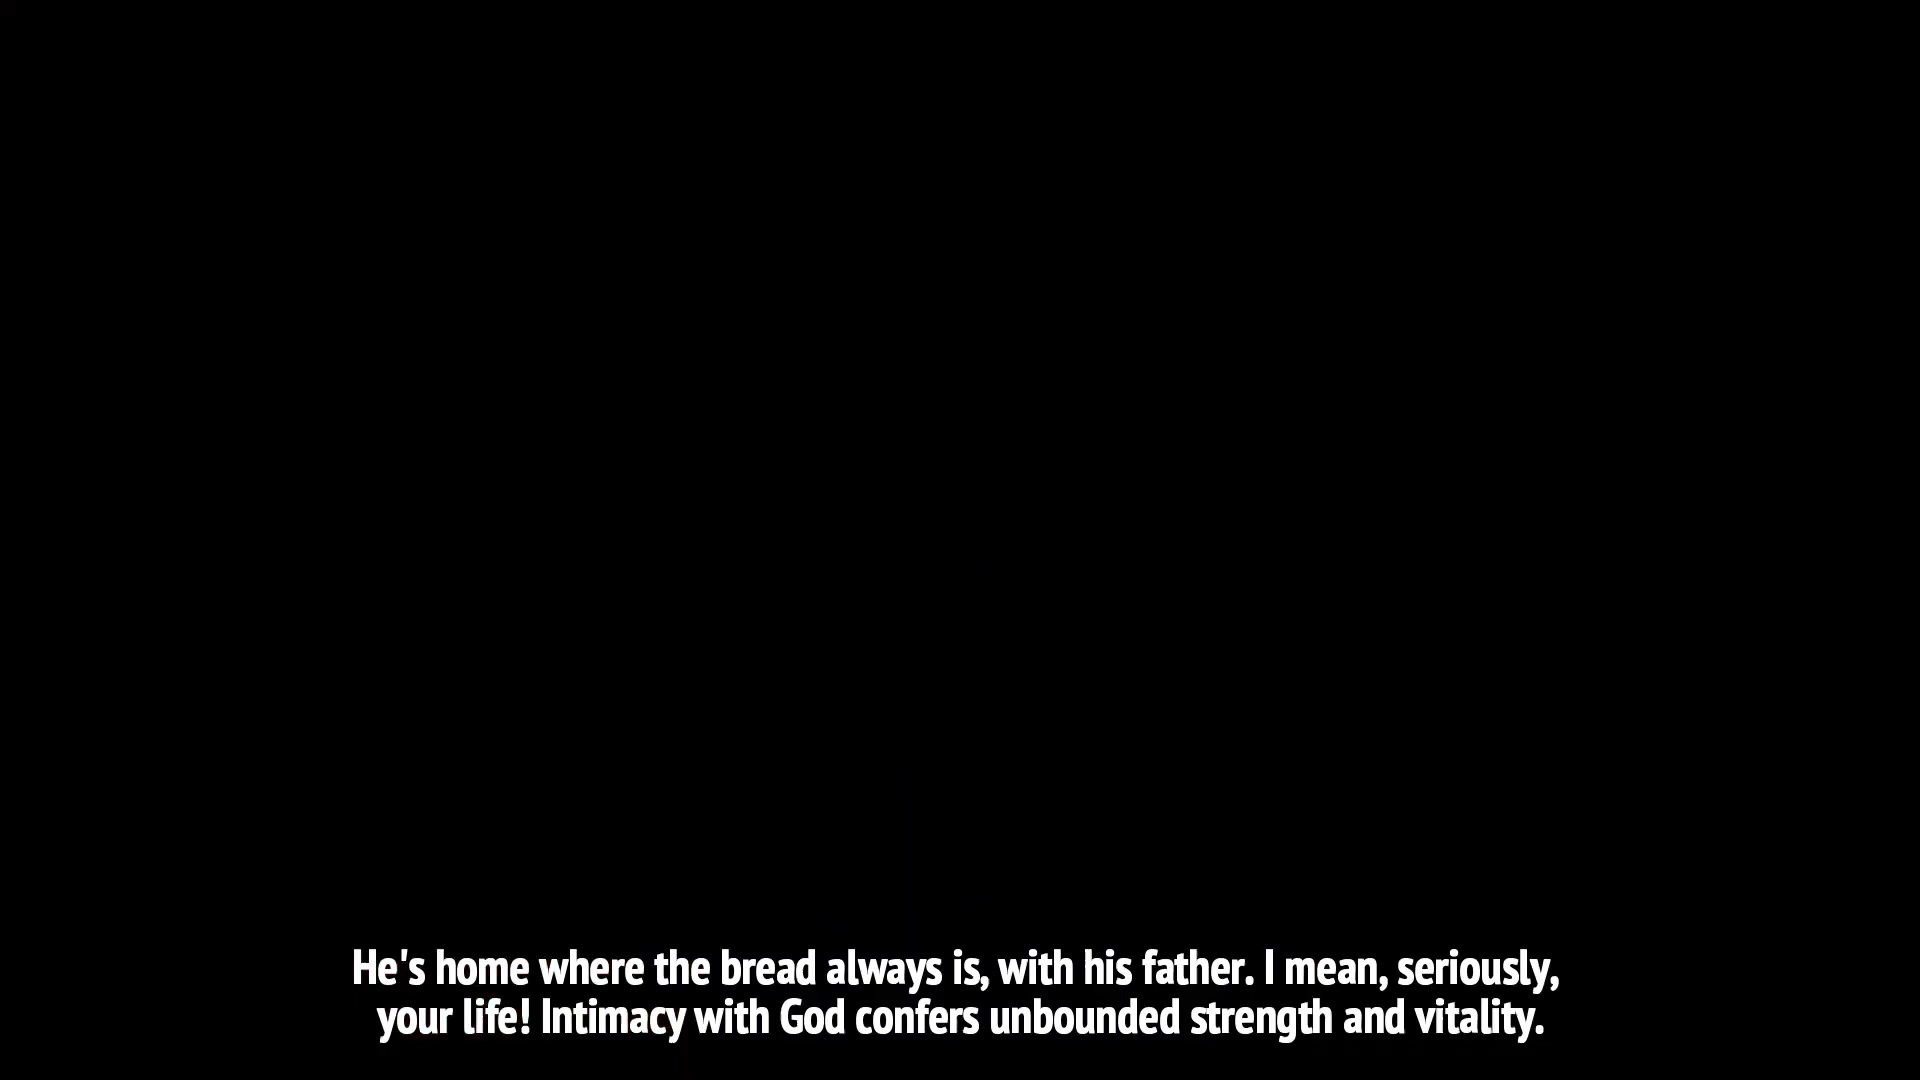 He's home where the bread always is, with his father. I mean, seriously,
your life! Intimacy with God confers unbounded strength and vitality.